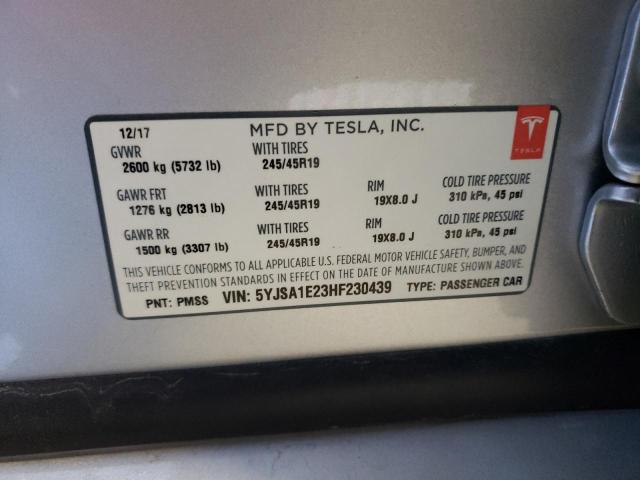 12/17 MFD BY TESLA, INC.
TESLA
GVWR WITH TIRES
2600 kg (5732 lb) 245/45R19
GAWR FRT WITH TIRES RIM COLD TIRE PRESSURE
1276 kg (2813 lb) 245/45R19 19X8.0 J 310 kPa, 45 psi
GAWR RR WITH TIRES RIM COLD TIRE PRESSURE
1500 kg (3307 lb) 245/45R19 19X8.0 J 310 kPa, 45 psi
THIS VEHICLE CONFORMS TO ALL APPLICABLE U.S. FEDERAL MOTOR VEHICLE SAFETY, BUMPER, AND
THEFT PREVENTION STANDARDS IN EFFECT ON THE DATE OF MANUFACTURE SHOWN ABOVE.
PNT: PMSS VIN: 5YJSA1E23HF230439 TYPE: PASSENGER CAR